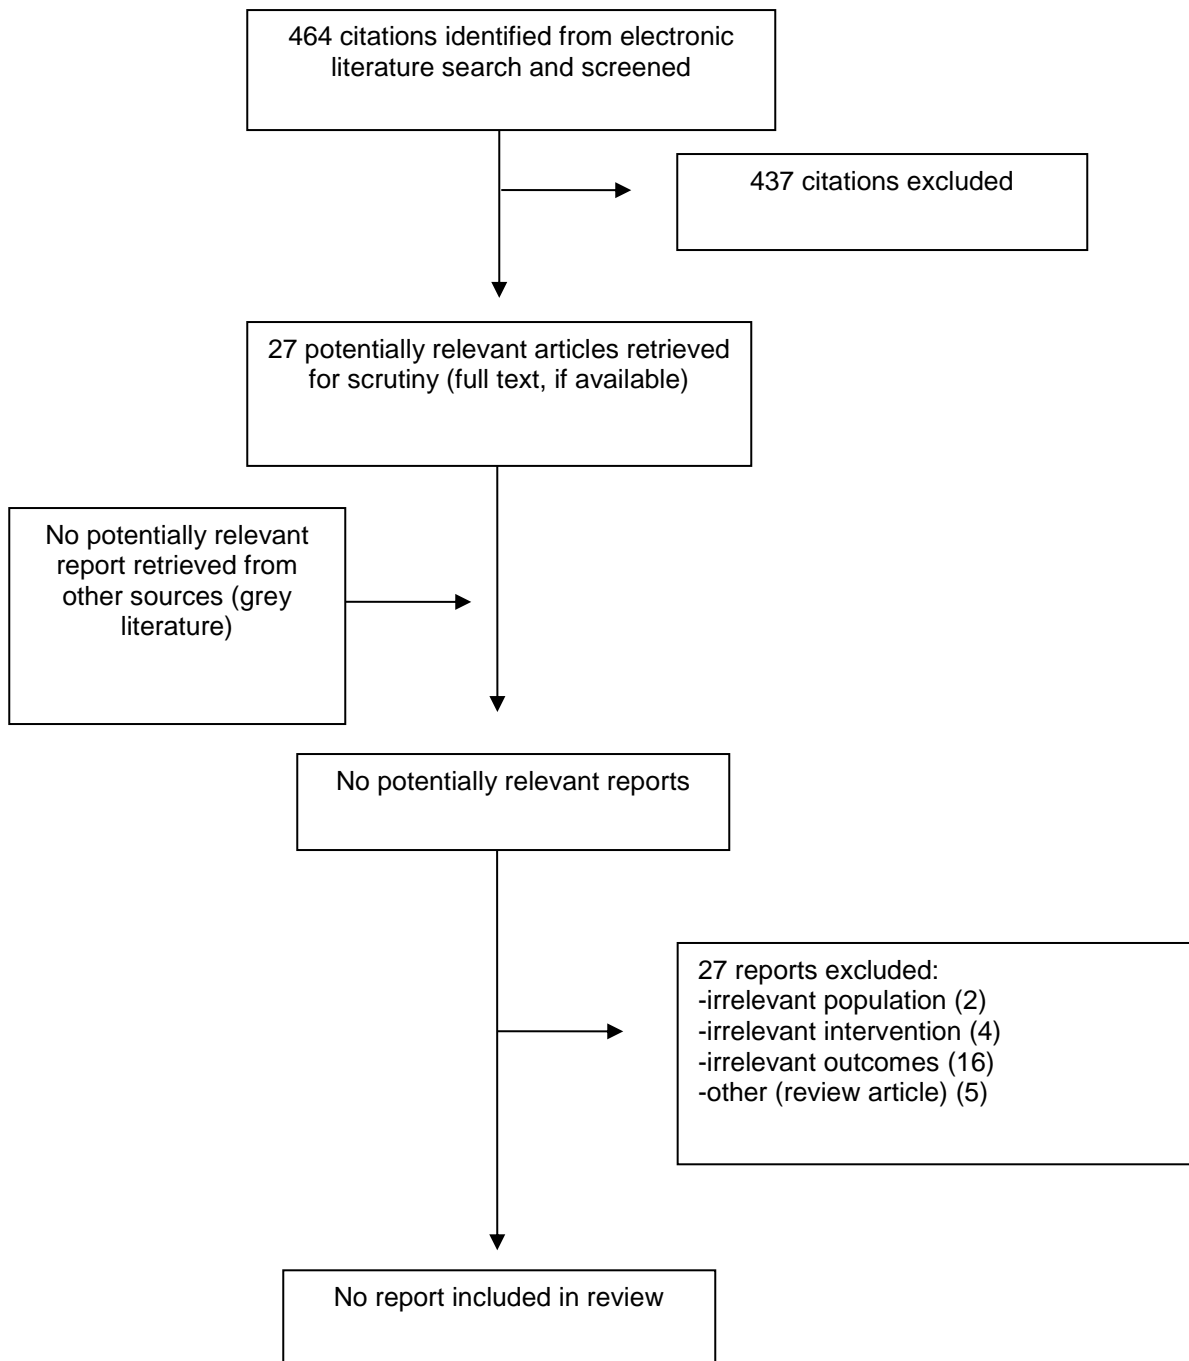 464 citations identified from electronic
literature search and screened
437 citations excluded
27 potentially relevant articles retrieved
for scrutiny (full text, if available)
No potentially relevant
report retrieved from
other sources (grey
literature)
No potentially relevant reports
27 reports excluded:
-irrelevant population (2)
-irrelevant intervention (4)
-irrelevant outcomes (16)
-other (review article) (5)
No report included in review